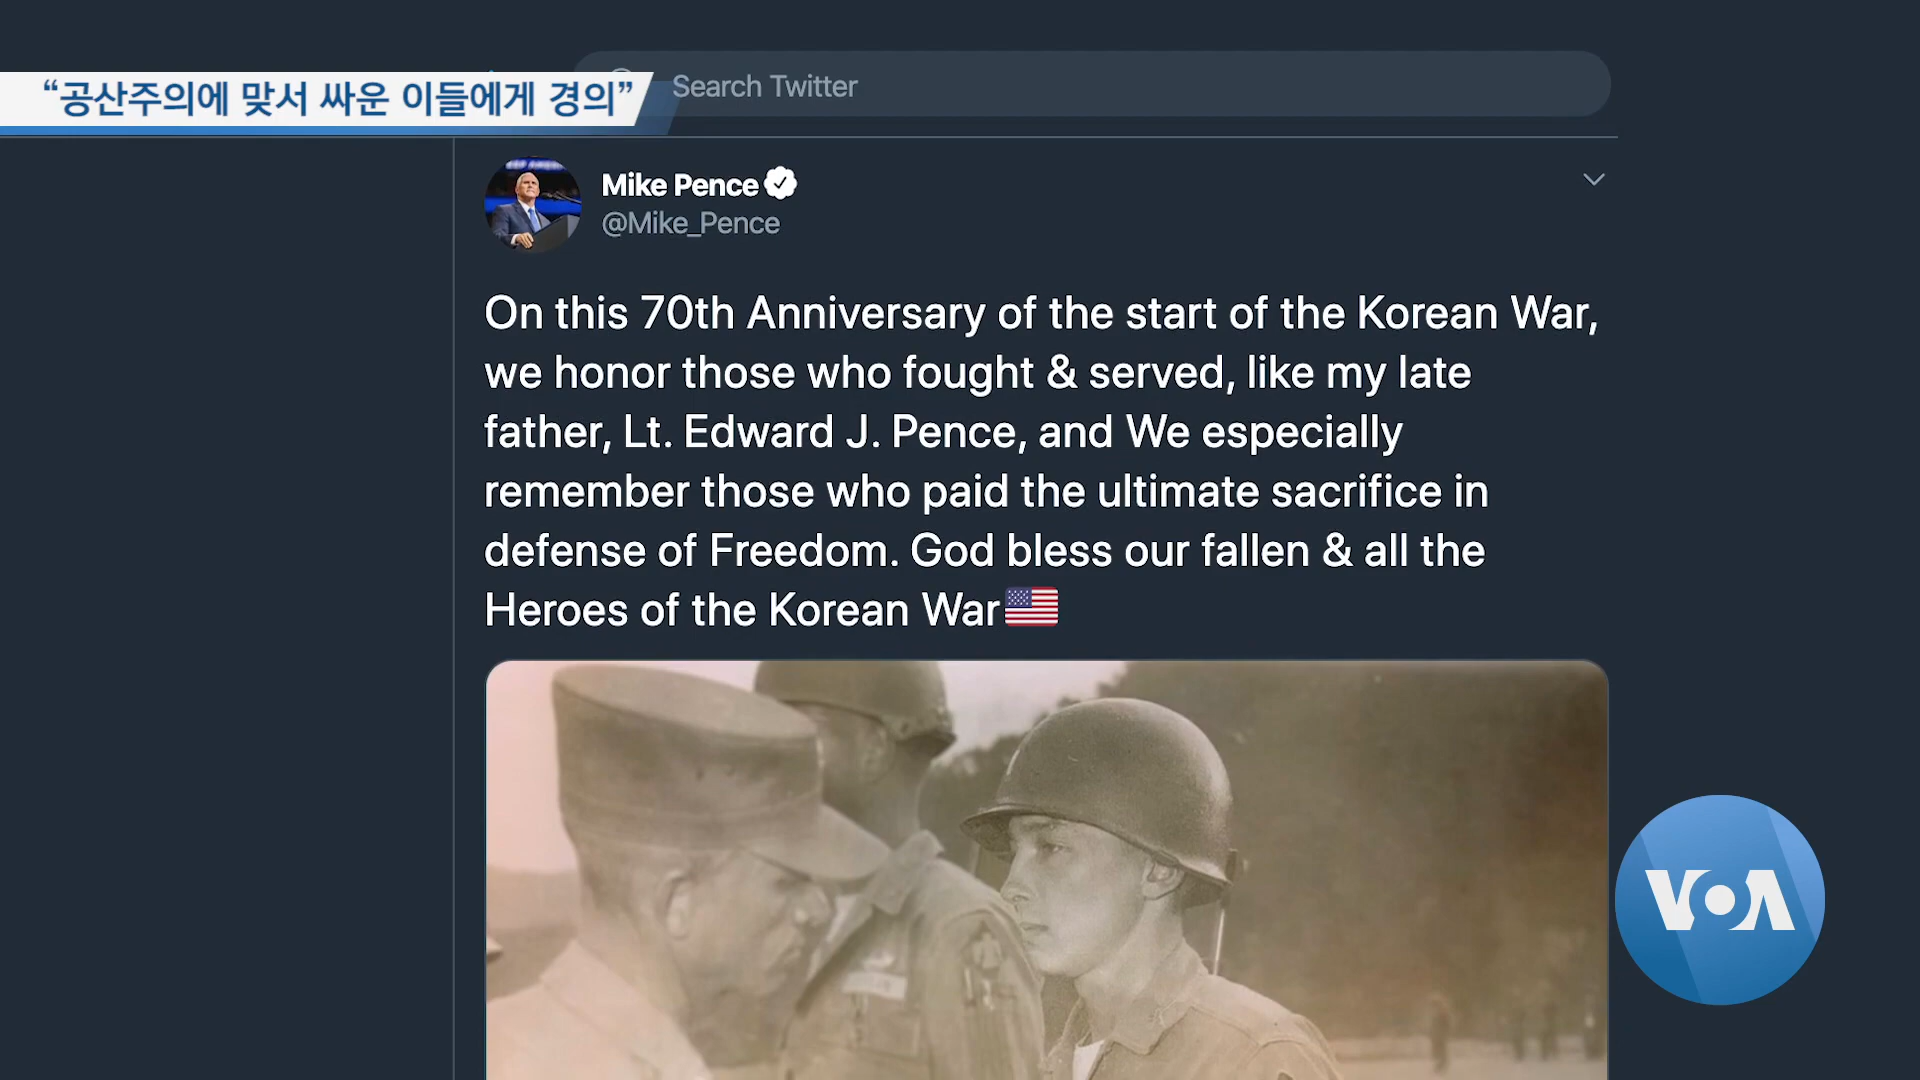 “공산주의에 맞서 싸운 이들에게 경의”
Search Twitter
Mike Pence
@Mike_Pence
On this 70th Anniversary of the start of the Korean War,
we honor those who fought & served, like my late
father, Lt. Edward J. Pence, and We especially
remember those who paid the ultimate sacrifice in
defense of Freedom. God bless our fallen & all the
Heroes of the Korean War🇺🇸
VOA